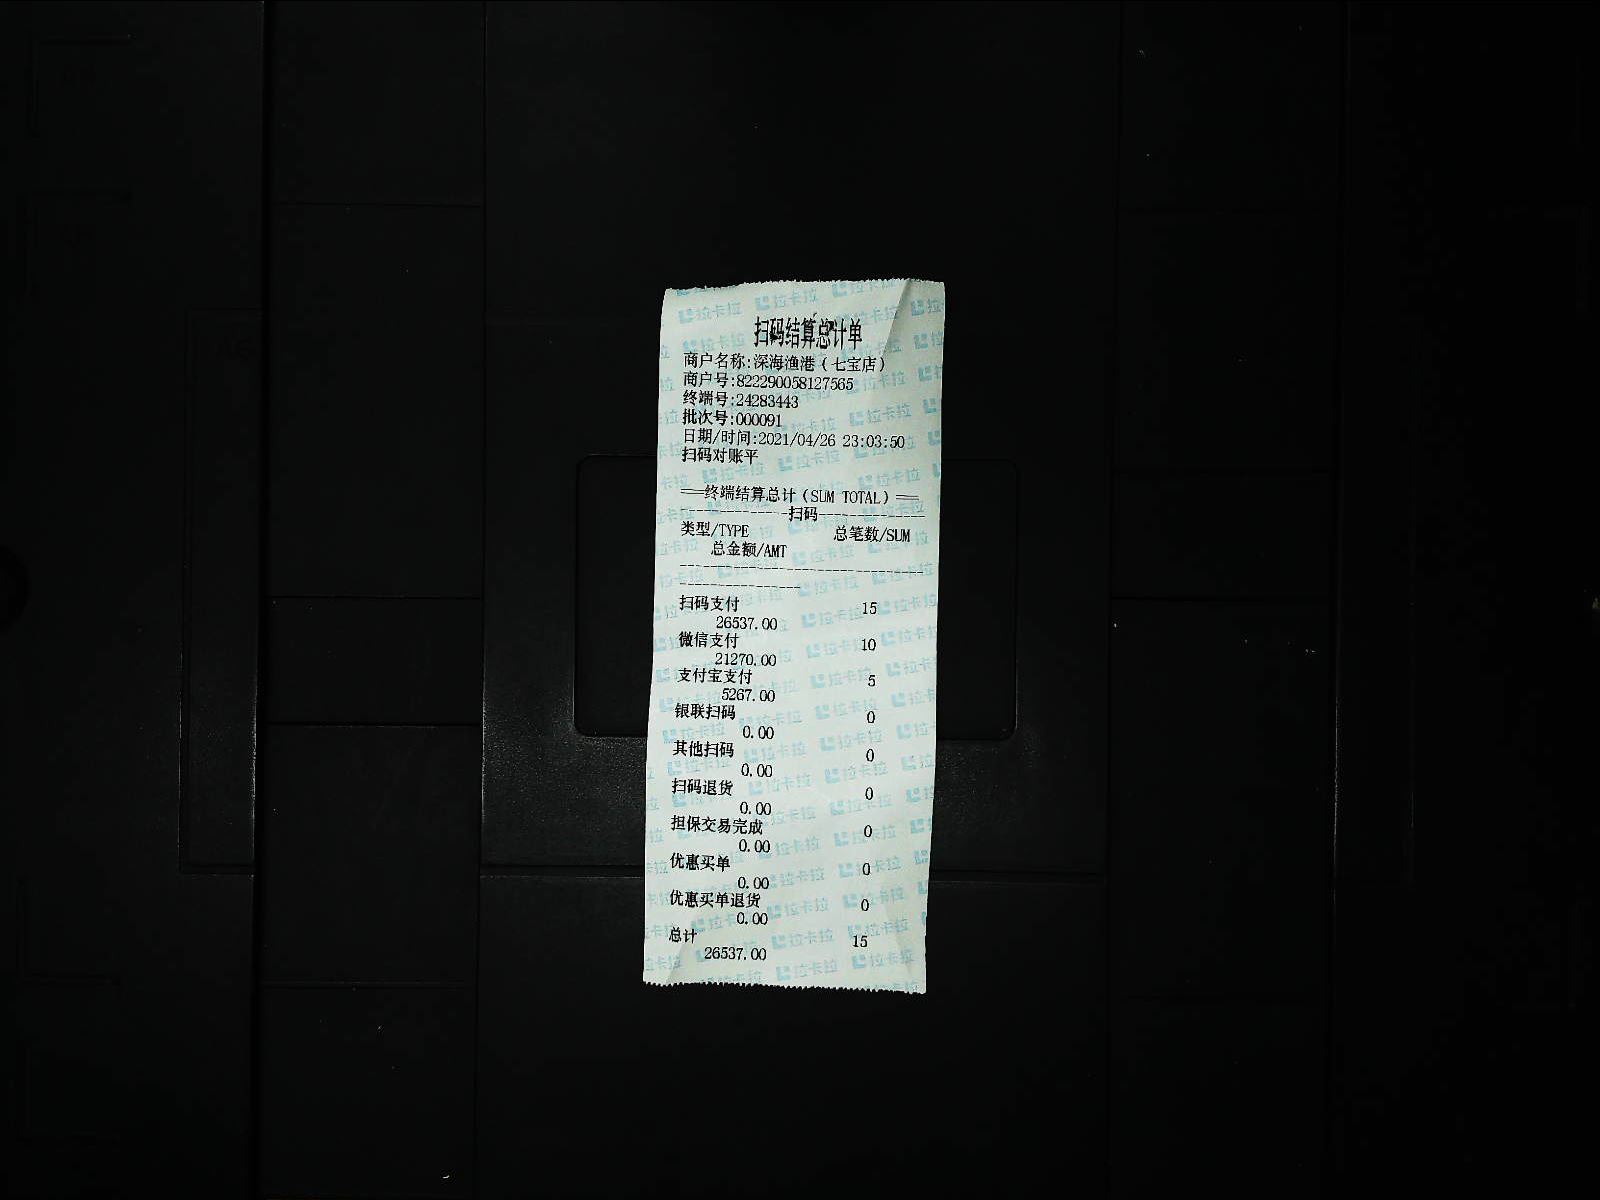 扫码结算总计单
商户名称:深海渔港（七宝店）
商户号:822290058127565
终端号:24283443
批次号:000091
日期/时间:2021/04/26 23:03:50
扫码对账平
===终端结算总计（SUM TOTAL）===
--------------扫码--------------
类型/TYPE 总笔数/SUM
总金额/AMT
扫码支付 15
26537.00
微信支付 10
21270.00
支付宝支付 5
5267.00
银联扫码 0
0.00
其他扫码 0
0.00
扫码退货 0
0.00
担保交易完成 0
0.00
优惠买单 0
0.00
优惠买单退货 0
0.00
总计 15
26537.00
拉卡拉